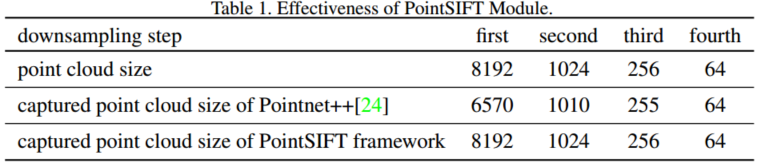 Table 1. Effectiveness of PointSIFT Module.
downsampling step first second third fourth
point cloud size 8192 1024 256 64
captured point cloud size of Pointnet++[24] 6570 1010 255 64
captured point cloud size of PointSIFT framework 8192 1024 256 64